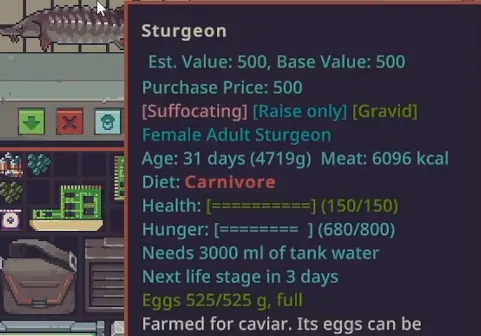 Sturgeon
Est. Value: 500, Base Value: 500
Purchase Price: 500
[Suffocating] [Raise only] [Gravid]
Female Adult Sturgeon
Age: 31 days (4719g)  Meat: 6096 kcal
Diet: Carnivore
Health: [==========] (150/150)
Hunger: [========  ] (680/800)
Needs 3000 ml of tank water
Next life stage in 3 days
Eggs 525/525 g, full
Farmed for caviar. Its eggs can be